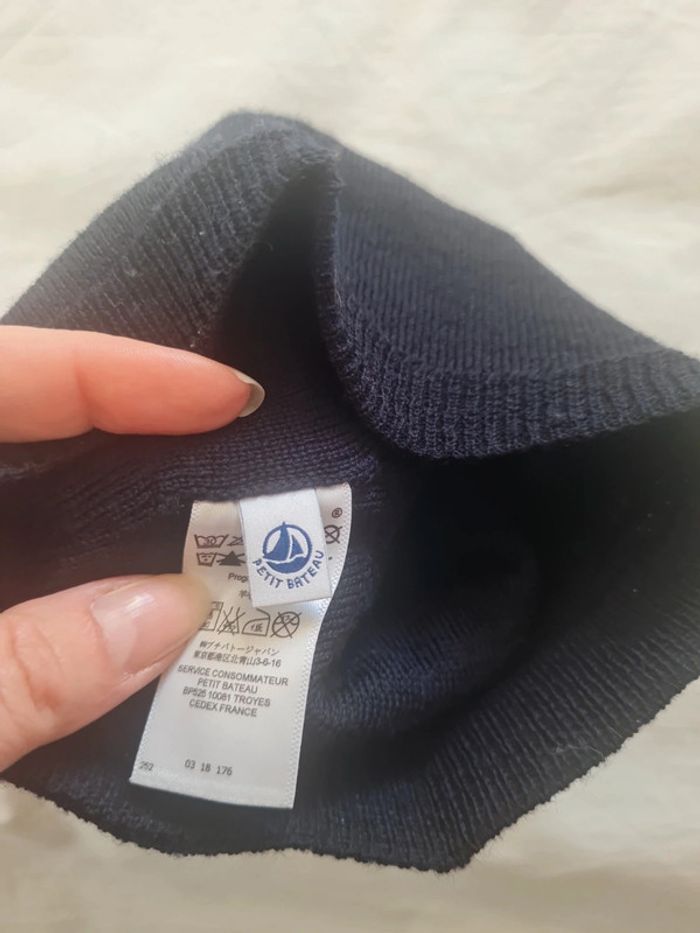 ®
PETIT BATEAU
Prog
㈱プチバトージャパン
東京都港区北青山3-6-16
SERVICE CONSOMMATEUR
PETIT BATEAU
BP525 10081 TROYES
CEDEX FRANCE
252
03 18 176